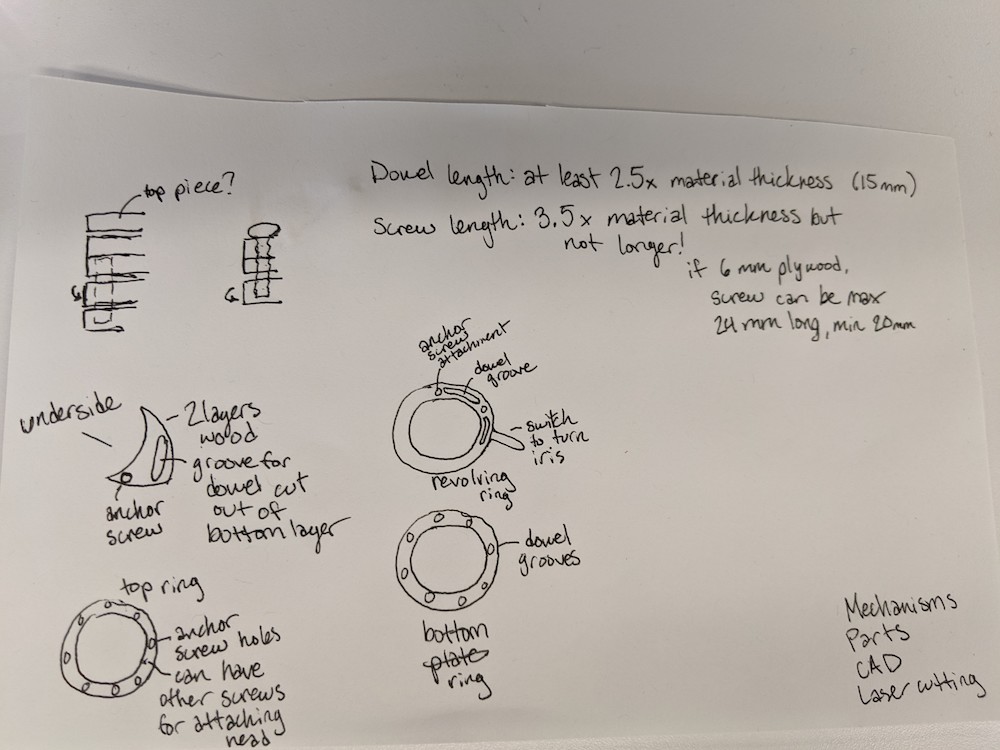 top piece?
Dowel length: at least 2.5x material thickness (15mm)
Screw length: 3.5x material thickness but
not longer!
if 6 mm plywood,
screw can be max
24 mm long, min 20mm
underside
2 layers
wood
groove for
dowel cut
out of
bottom layer
anchor
screw
anchor
screw
attachment
dowel
groove
switch
to turn
iris
revolving
ring
top ring
anchor
screw holes
can have
other screws
for attaching
head
dowel
grooves
bottom
plate
ring
Mechanisms
Parts
CAD
Laser cutting